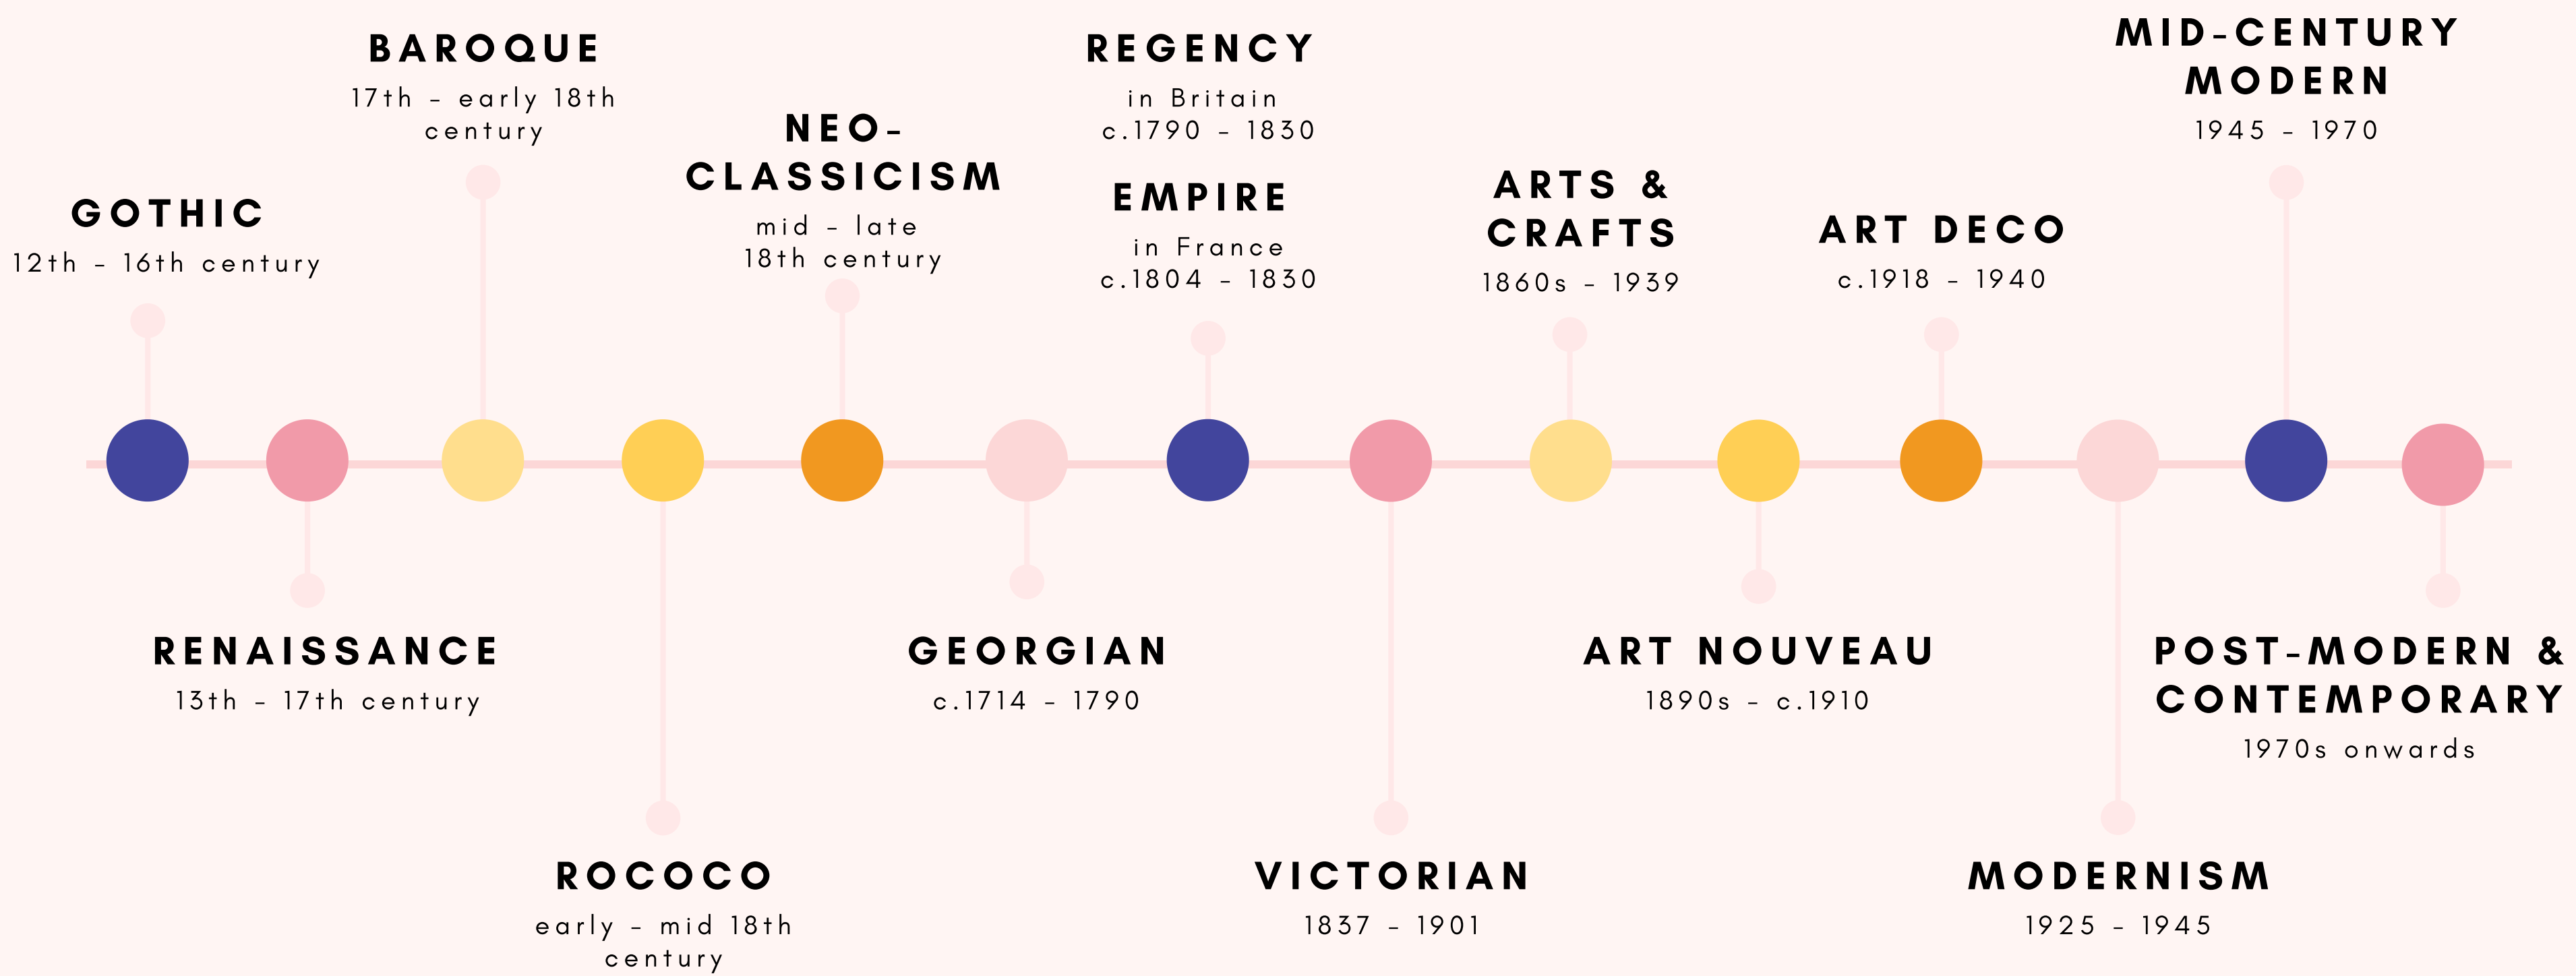 GOTHIC
12th - 16th century
RENAISSANCE
13th - 17th century
BAROQUE
17th - early 18th
century
ROCOCO
early - mid 18th
century
NEO-
CLASSICISM
mid - late
18th century
GEORGIAN
c.1714 - 1790
REGENCY
in Britain
c.1790 - 1830
EMPIRE
in France
c.1804 - 1830
VICTORIAN
1837 - 1901
ARTS &
CRAFTS
1860s - 1939
ART NOUVEAU
1890s - c.1910
ART DECO
c.1918 - 1940
MODERNISM
1925 - 1945
MID-CENTURY
MODERN
1945 - 1970
POST-MODERN &
CONTEMPORARY
1970s onwards